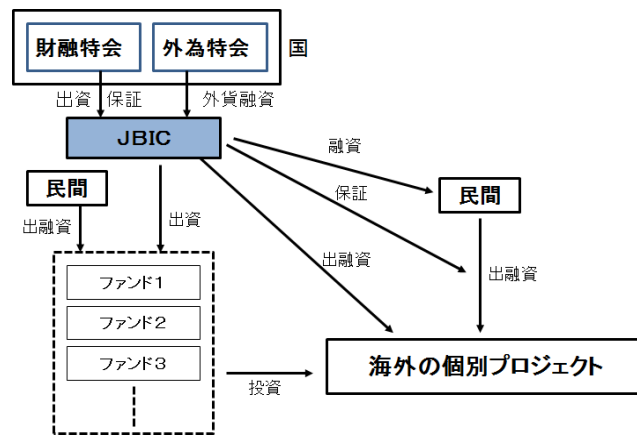 財融特会
外為特会
国
出資
保証
外貨融資
JBIC
融資
民間
保証
民間
出融資
出資
出融資
出融資
ファンド1
ファンド2
ファンド3
投資
海外の個別プロジェクト